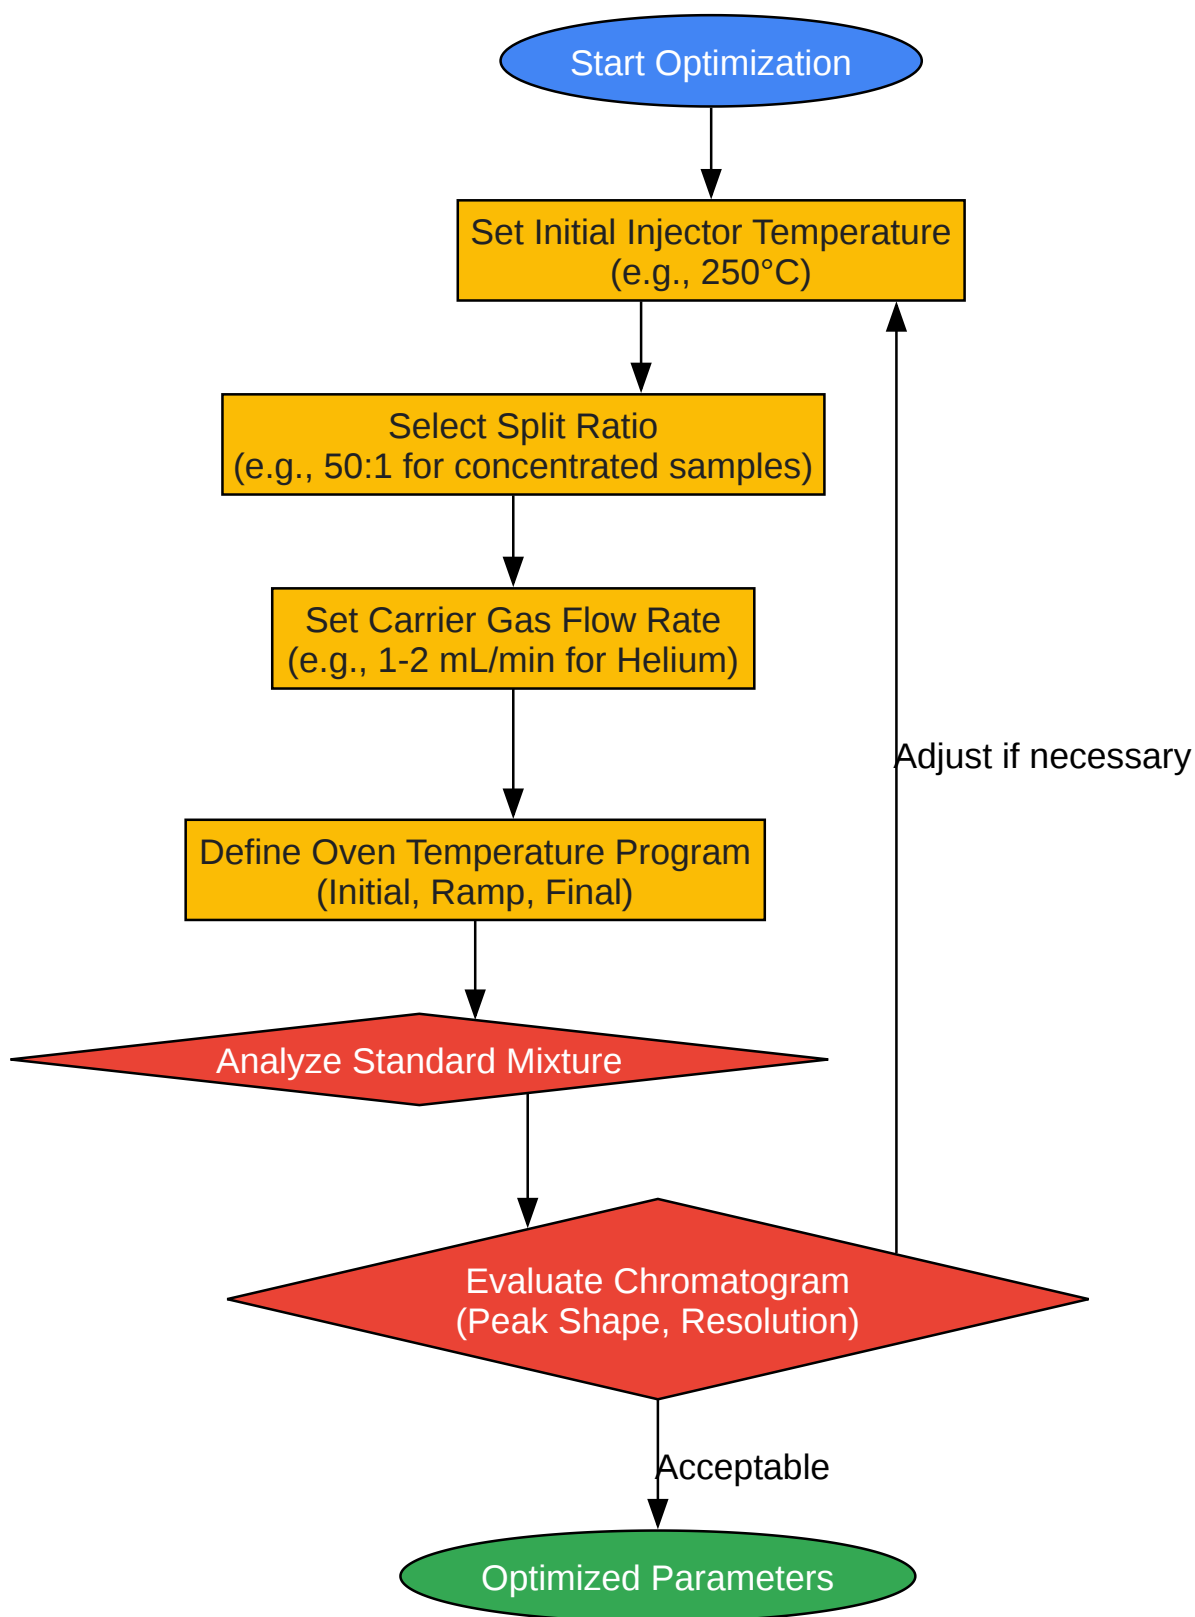 Start Optimization
Set Initial Injector Temperature
(e.g., 250°C)
Select Split Ratio
(e.g., 50:1 for concentrated samples)
Set Carrier Gas Flow Rate
(e.g., 1-2 mL/min for Helium)
Adjust if necessary
Define Oven Temperature Program
(Initial, Ramp, Final)
Analyze Standard Mixture
Evaluate Chromatogram
(Peak Shape, Resolution)
Acceptable
Optimized Parameters